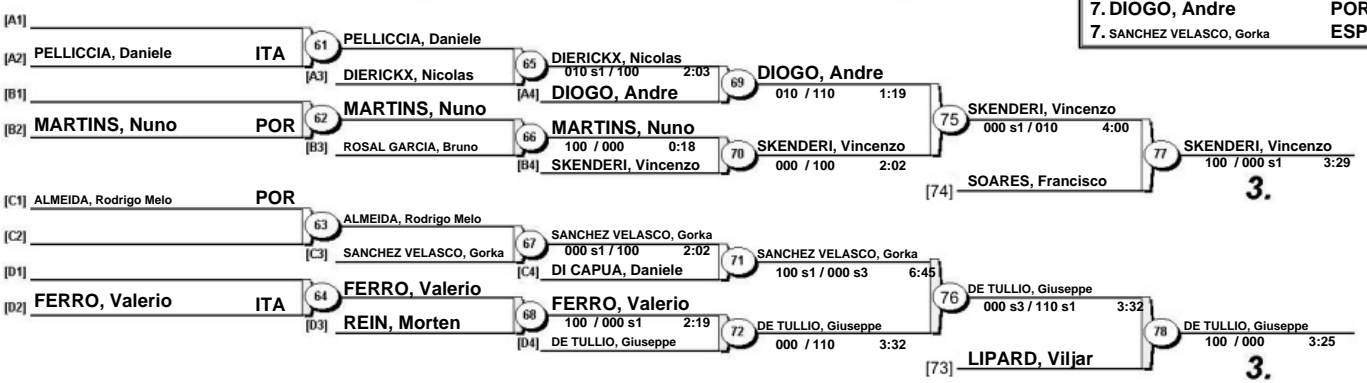 7. DIOGO, Andre POR
7. SANCHEZ VELASCO, Gorka ESP
[A1]
[A2] PELLICCIA, Daniele ITA
61 PELLICCIA, Daniele
[A3] DIERICKX, Nicolas
65 DIERICKX, Nicolas
010 s1 / 100 2:03
[A4] DIOGO, Andre
69 DIOGO, Andre
010 / 110 1:19
[B1]
[B2] MARTINS, Nuno POR
62 MARTINS, Nuno
[B3] ROSAL GARCIA, Bruno
66 MARTINS, Nuno
100 / 000 0:18
[B4] SKENDERI, Vincenzo
70 SKENDERI, Vincenzo
000 / 100 2:02
75 SKENDERI, Vincenzo
000 s1 / 010 4:00
[74] SOARES, Francisco
77 SKENDERI, Vincenzo
100 / 000 s1 3:29
3.
[C1] ALMEIDA, Rodrigo Melo POR
[C2]
63 ALMEIDA, Rodrigo Melo
[C3] SANCHEZ VELASCO, Gorka
67 SANCHEZ VELASCO, Gorka
000 s1 / 100 2:02
[C4] DI CAPUA, Daniele
71 SANCHEZ VELASCO, Gorka
100 s1 / 000 s3 6:45
[D1]
[D2] FERRO, Valerio ITA
64 FERRO, Valerio
[D3] REIN, Morten
68 FERRO, Valerio
100 / 000 s1 2:19
[D4] DE TULLIO, Giuseppe
72 DE TULLIO, Giuseppe
000 / 110 3:32
76 DE TULLIO, Giuseppe
000 s3 / 110 s1 3:32
[73] LIPARD, Viljar
78 DE TULLIO, Giuseppe
100 / 000 3:25
3.